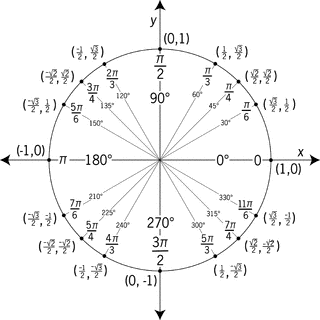 y
(0,1)
(-1/2, √3/2)
(1/2, √3/2)
(-√2/2, √2/2)
(√2/2, √2/2)
(-√3/2, 1/2)
(√3/2, 1/2)
2π/3
π/2
π/3
3π/4
π/4
5π/6
π/6
120°
90°
60°
135°
45°
150°
30°
(-1,0)
π
180°
0°
0
x
(1,0)
210°
330°
7π/6
11π/6
225°
315°
5π/4
7π/4
240°
270°
300°
4π/3
3π/2
5π/3
(-√3/2, -1/2)
(√3/2, -1/2)
(-√2/2, -√2/2)
(√2/2, -√2/2)
(-1/2, -√3/2)
(1/2, -√3/2)
(0, -1)